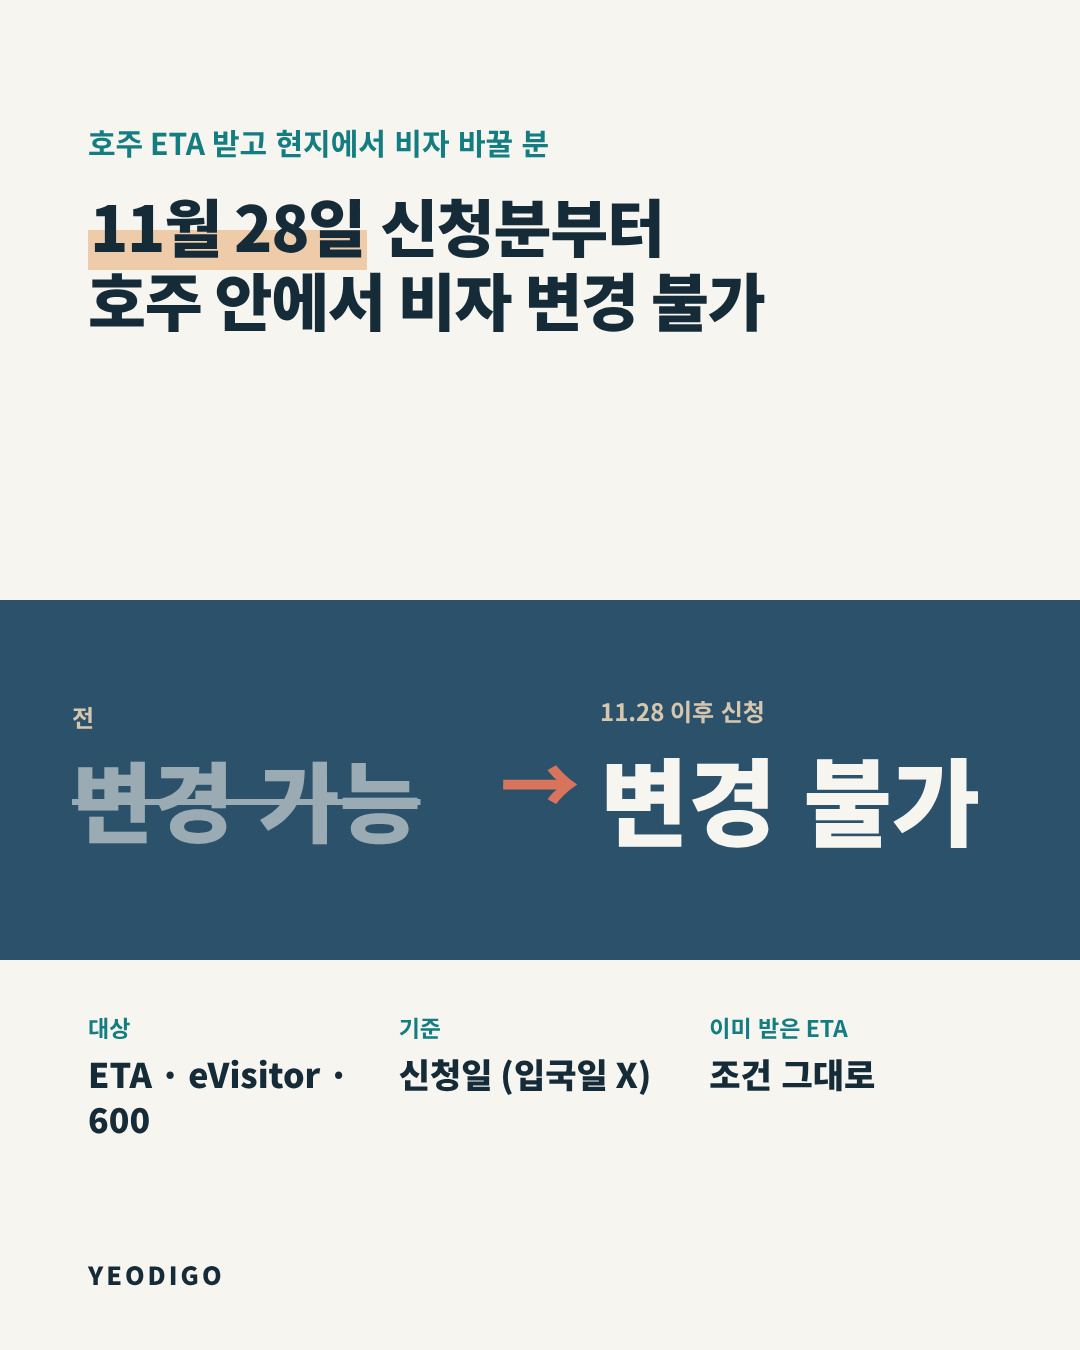 호주 ETA 받고 현지에서 비자 바꿀 분
11월 28일 신청분부터
호주 안에서 비자 변경 불가
전
변경 가능
→
11.28 이후 신청
변경 불가
대상
ETA · eVisitor ·
600
기준
신청일 (입국일 X)
이미 받은 ETA
조건 그대로
YEODIGO